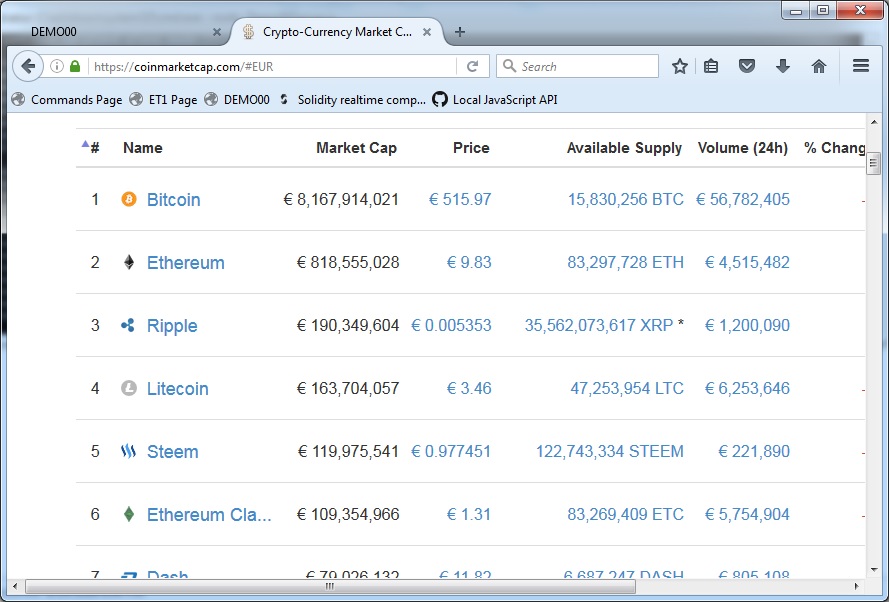 DEMO00 Crypto-Currency Market C...
https://coinmarketcap.com/#EUR Search
Commands Page ET1 Page DEMO00 Solidity realtime comp... Local JavaScript API
# Name Market Cap Price Available Supply Volume (24h) % Chang
1 Bitcoin € 8,167,914,021 € 515.97 15,830,256 BTC € 56,782,405
2 Ethereum € 818,555,028 € 9.83 83,297,728 ETH € 4,515,482
3 Ripple € 190,349,604 € 0.005353 35,562,073,617 XRP * € 1,200,090
4 Litecoin € 163,704,057 € 3.46 47,253,954 LTC € 6,253,646
5 Steem € 119,975,541 € 0.977451 122,743,334 STEEM € 221,890
6 Ethereum Cla... € 109,354,966 € 1.31 83,269,409 ETC € 5,754,904
7 Dash € 79,026,132 € 11.82 6,687,247 DASH € 805,108